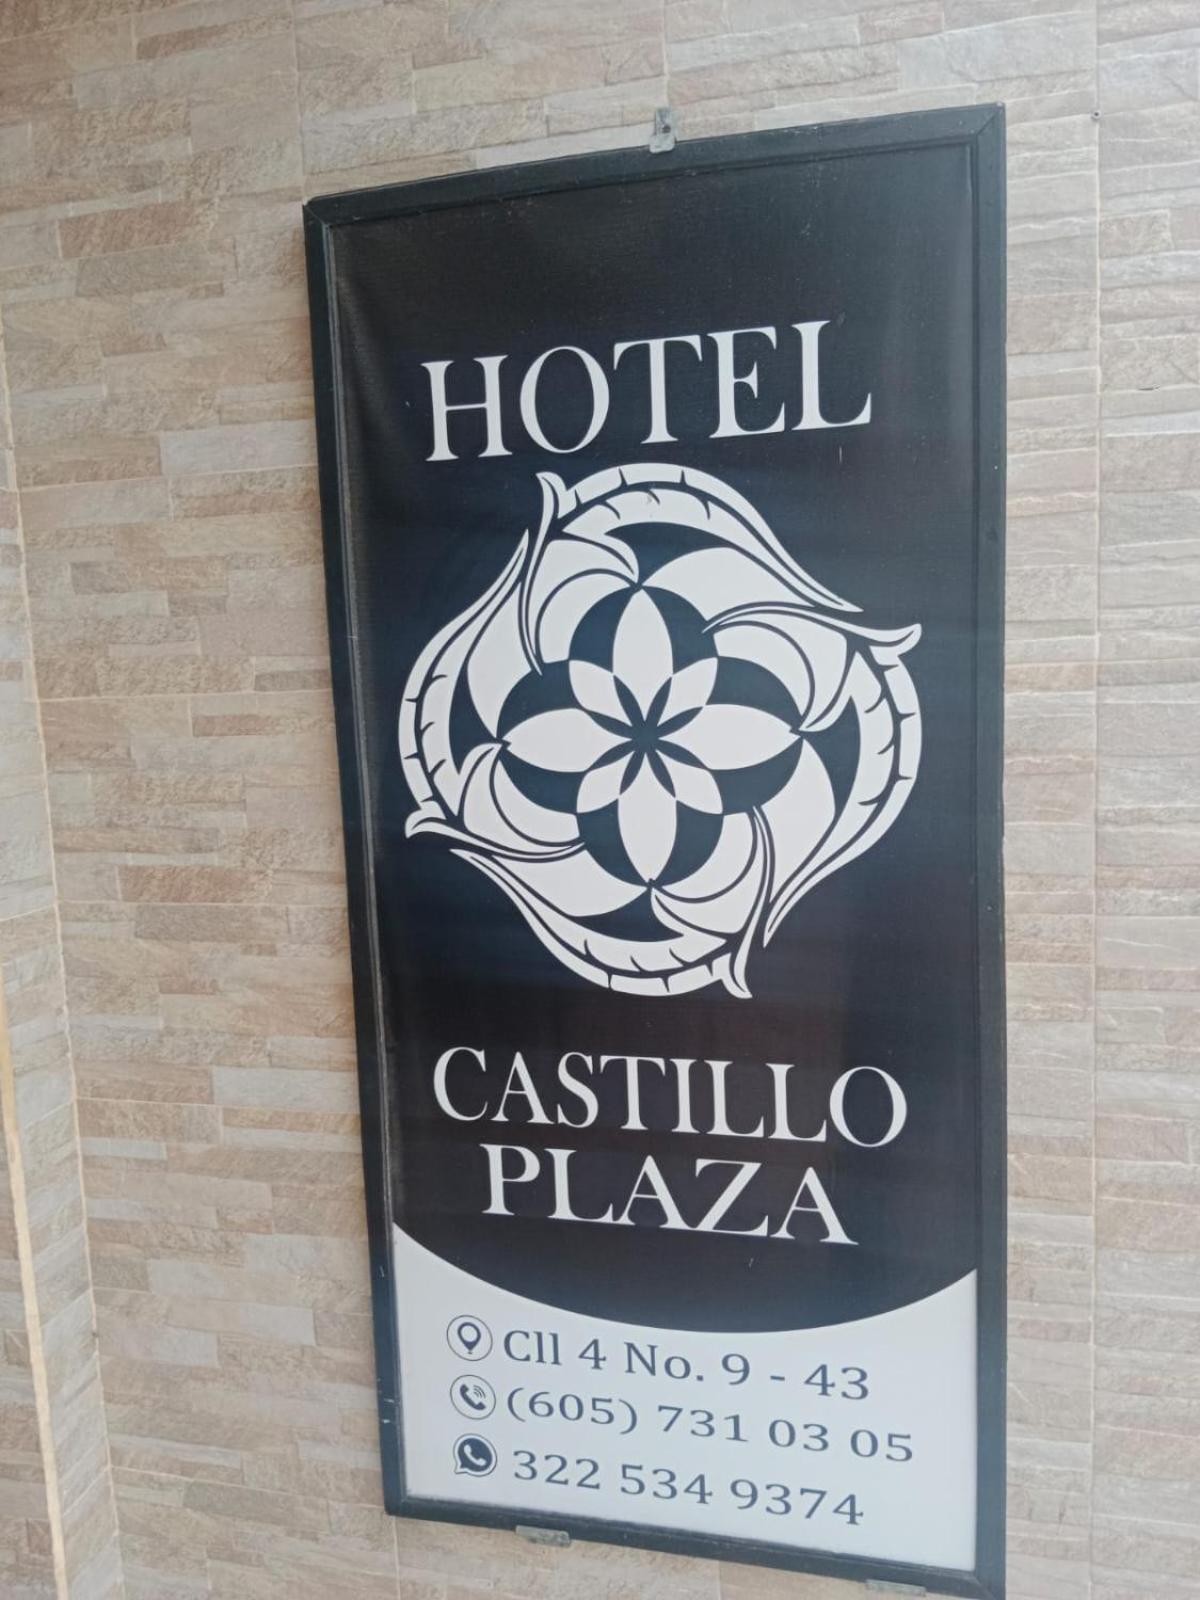 HOTEL
CASTILLO
PLAZA
Cll 4 No. 9 - 43
(605) 731 03 05
322 534 9374